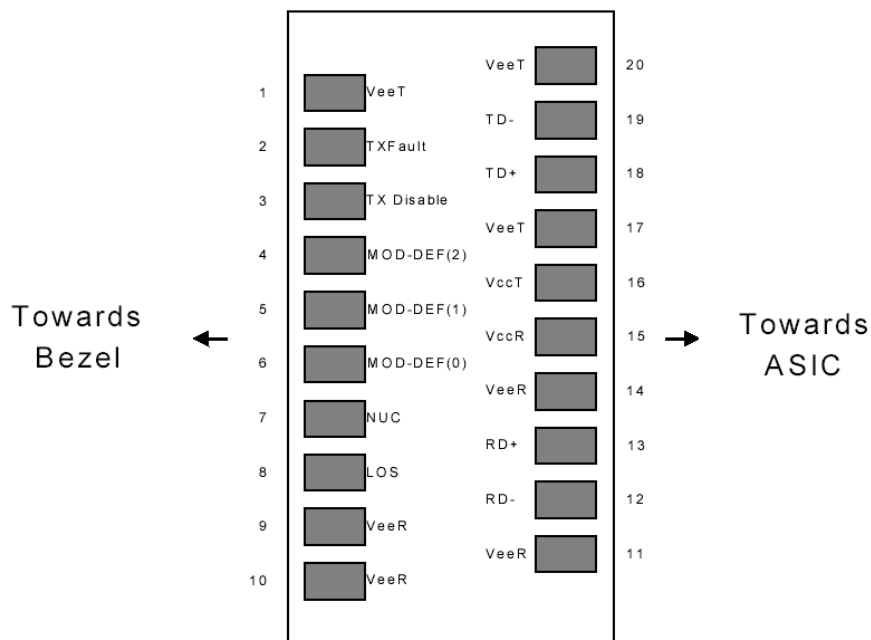 VeeT 20
1 VeeT
TD- 19
2 TXFault
TD+ 18
3 TX Disable
VeeT 17
4 MOD-DEF(2)
VccT 16
5 MOD-DEF(1)
Towards
Bezel
VccR 15
Towards
ASIC
6 MOD-DEF(0)
VeeR 14
7 NUC
RD+ 13
8 LOS
RD- 12
9 VeeR
VeeR 11
10 VeeR